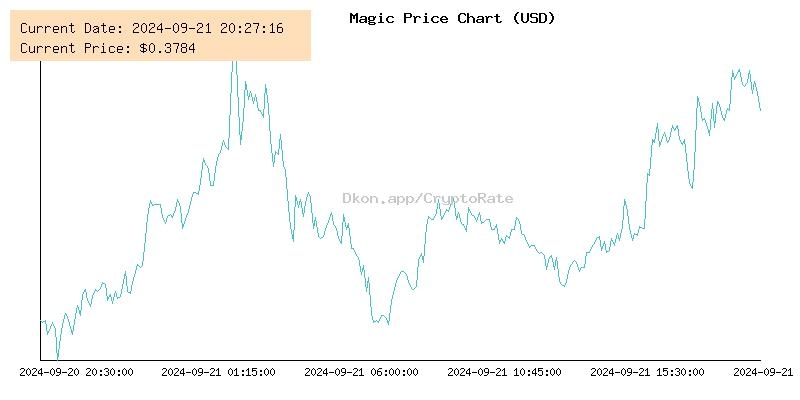 Magic Price Chart (USD)
Current Date: 2024-09-21 20:27:16
Current Price: $0.3784
Dkon.app/CryptoRate
2024-09-20 20:30:00 2024-09-21 01:15:00 2024-09-21 06:00:00 2024-09-21 10:45:00 2024-09-21 15:30:00 2024-09-21